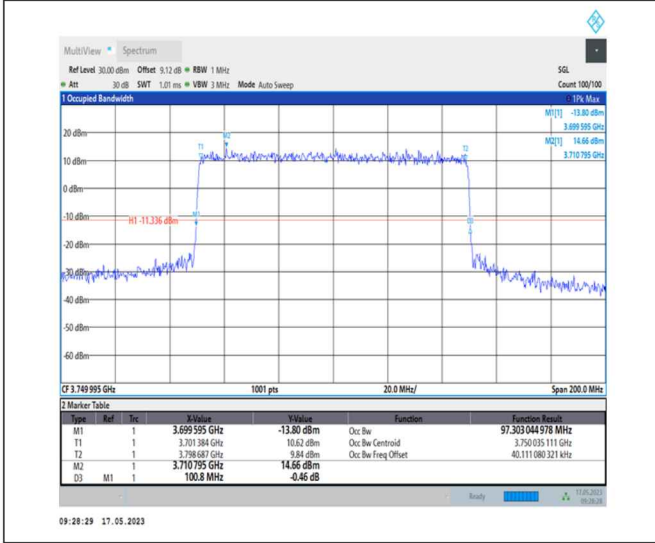 MultiView Spectrum
Ref Level 30.00 dBm Offset 9.12 dB RBW 1 MHz SGL
Att 30 dB SWT 1.01 ms VBW 3 MHz Mode Auto Sweep Count 100/100
1 Occupied Bandwidth 1Pk Max
M1[1] -13.80 dBm
3.699 595 GHz
M2[1] 14.66 dBm
3.710 795 GHz
20 dBm
M2
T1
T2
10 dBm
0 dBm
-10 dBm
M1
H1 -11.336 dBm
-20 dBm
-30 dBm
-40 dBm
-50 dBm
-60 dBm
CF 3.749 995 GHz 1001 pts 20.0 MHz/ Span 200.0 MHz
2 Marker Table
Type Ref Trc X-Value Y-Value Function Function Result
M1 1 3.699 595 GHz -13.80 dBm Occ Bw 97.303 044 978 MHz
T1 1 3.701 384 GHz 10.62 dBm Occ Bw Centroid 3.750 035 111 GHz
T2 1 3.798 687 GHz 9.84 dBm Occ Bw Freq Offset 40.111 080 321 kHz
M2 1 3.710 795 GHz 14.66 dBm
D3 M1 1 100.8 MHz -0.46 dB
Ready 17.05.2023
09:28:28
09:28:29 17.05.2023